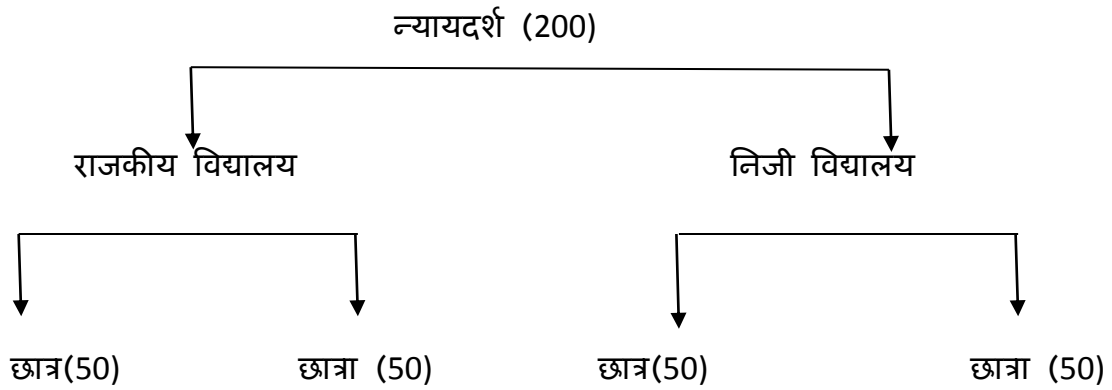 न्यायदर्श (200)
राजकीय विद्यालय निजी विद्यालय
छात्र(50) छात्रा (50) छात्र(50) छात्रा (50)